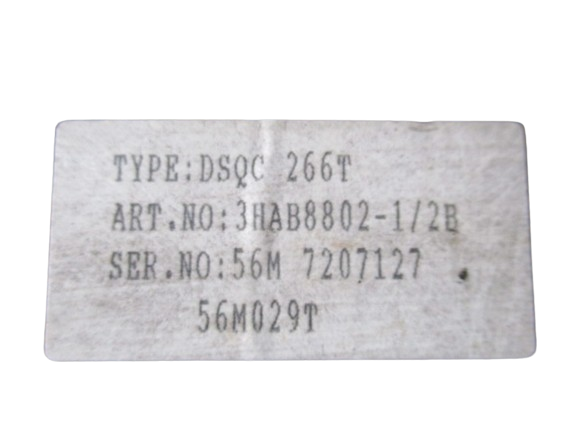 TYPE:DSQC 266T
ART.NO:3HAB8802-1/2B
SER.NO:56M 7207127
56M029T